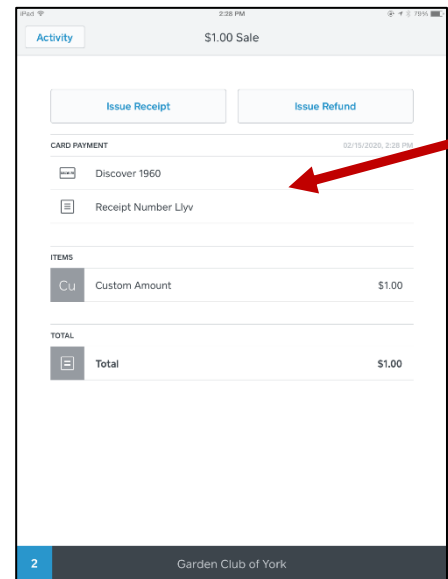 iPad 2:28 PM 79%
Activity $1.00 Sale
Issue Receipt Issue Refund
CARD PAYMENT 02/15/2020, 2:28 PM
Discover 1960
Receipt Number Llyv
ITEMS
Cu Custom Amount $1.00
TOTAL
Total $1.00
2 Garden Club of York